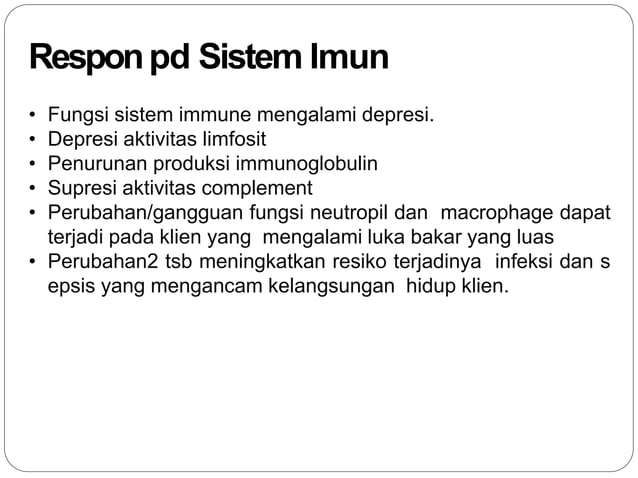 Respon pd Sistem Imun
• Fungsi sistem immune mengalami depresi.
• Depresi aktivitas limfosit
• Penurunan produksi immunoglobulin
• Supresi aktivitas complement
• Perubahan/gangguan fungsi neutropil dan macrophage dapat
terjadi pada klien yang mengalami luka bakar yang luas
• Perubahan2 tsb meningkatkan resiko terjadinya infeksi dan s
epsis yang mengancam kelangsungan hidup klien.